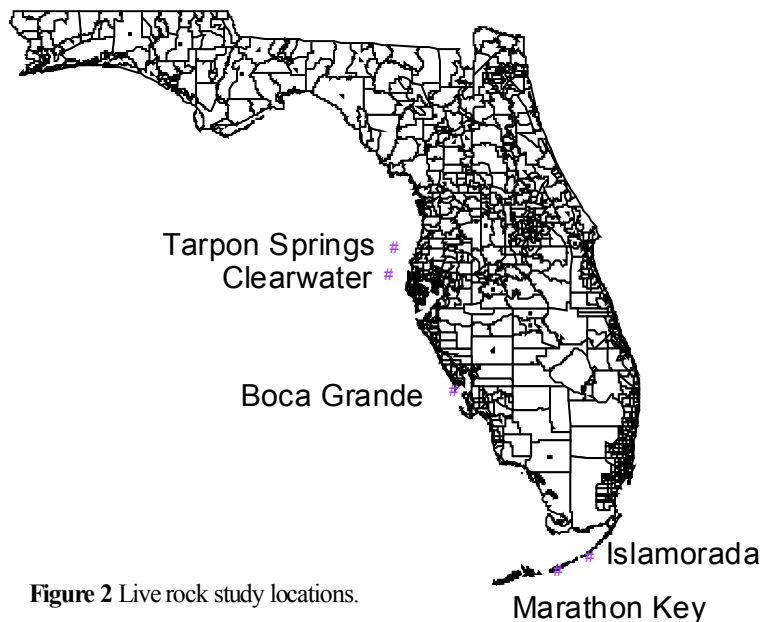 Tarpon Springs #
Clearwater #
Boca Grande #
# Islamorada
#
Marathon Key
Figure 2 Live rock study locations.